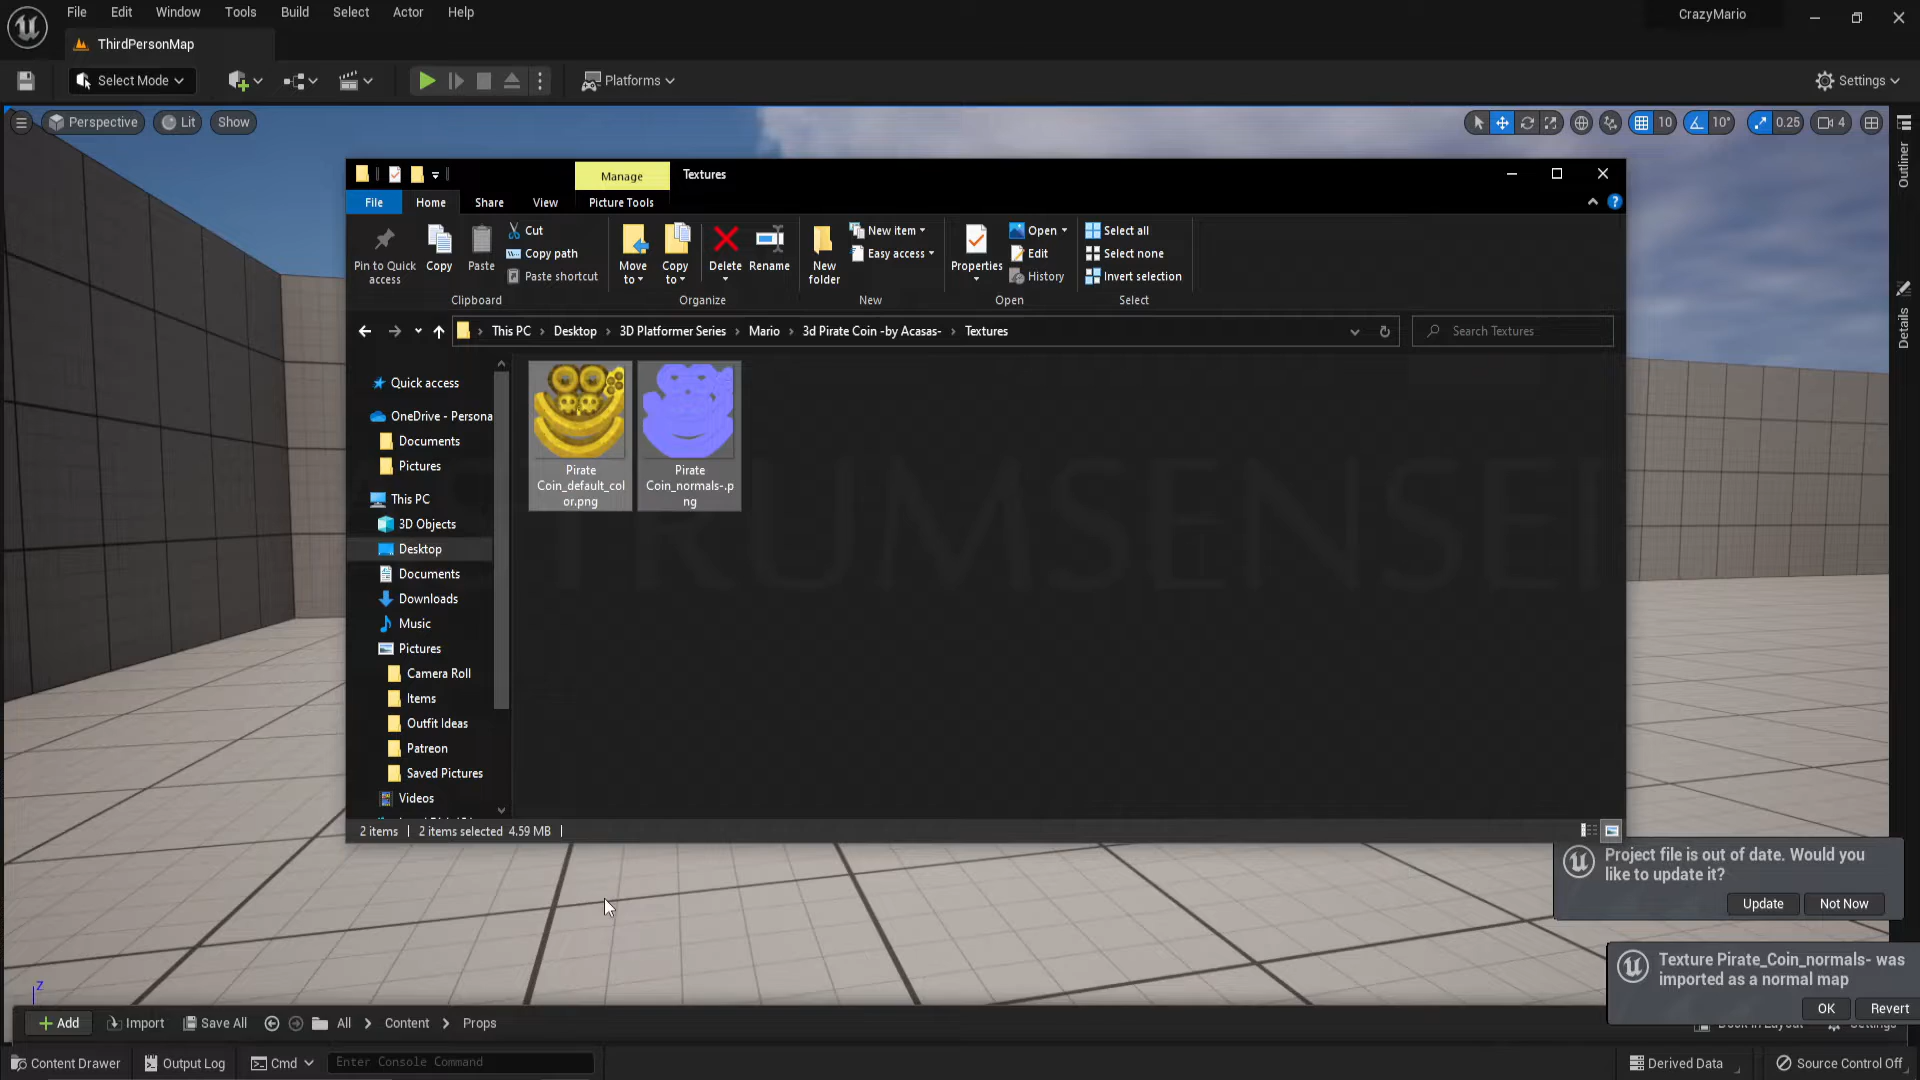 File Edit Window Tools Build Select Actor Help
CrazyMario
ThirdPersonMap
Select Mode
Platforms
Settings
Perspective Lit Show
10 10° 0.25 4
Outliner
Details
Manage Textures
File Home Share View Picture Tools
Pin to Quick access
Copy
Paste
Cut
Copy path
Paste shortcut
Clipboard
Move to
Copy to
Delete
Rename
Organize
New folder
New item
Easy access
New
Properties
Open
Edit
History
Open
Select all
Select none
Invert selection
Select
This PC > Desktop > 3D Platformer Series > Mario > 3d Pirate Coin -by Acasas- > Textures
Search Textures
Quick access
OneDrive - Persona
Documents
Pictures
This PC
3D Objects
Desktop
Documents
Downloads
Music
Pictures
Camera Roll
Items
Outfit Ideas
Patreon
Saved Pictures
Videos
Pirate
Coin_default_col
or.png
Pirate
Coin_normals-.p
ng
TRUMSENSEI
2 items | 2 items selected 4.59 MB |
Project file is out of date. Would you
like to update it?
Update Not Now
Texture Pirate_Coin_normals- was
imported as a normal map
OK Revert
z
+ Add Import Save All All > Content > Props
Dock in Layout Settings
Content Drawer Output Log Cmd Enter Console Command
Derived Data Source Control Off